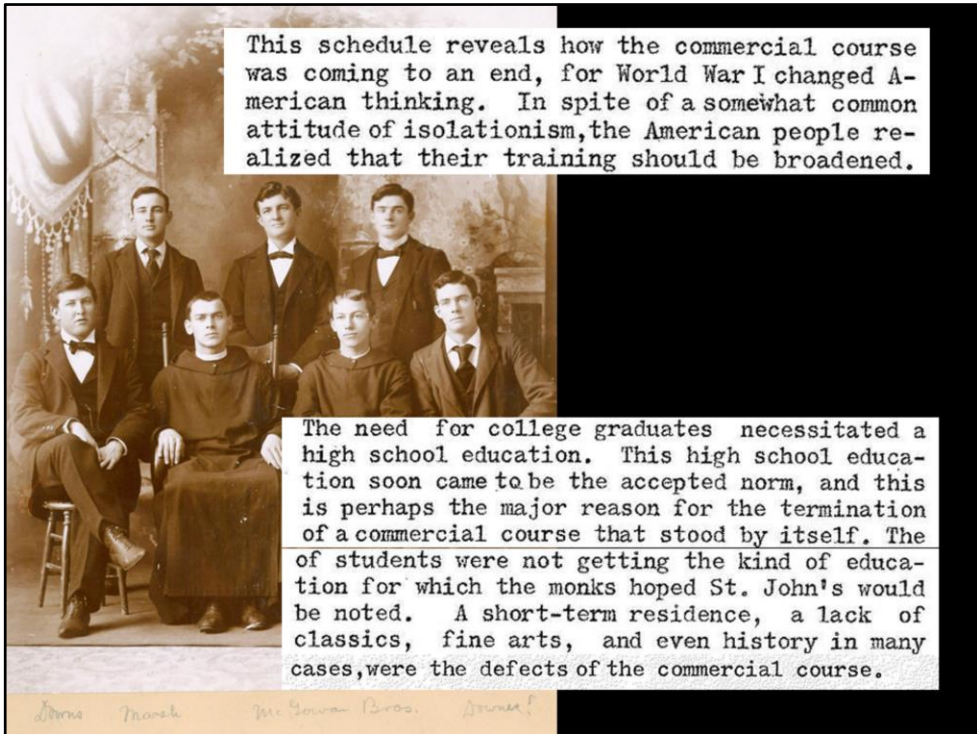 This schedule reveals how the commercial course
was coming to an end, for World War I changed A-
merican thinking. In spite of a somewhat common
attitude of isolationism,the American people re-
alized that their training should be broadened.
The need for college graduates necessitated a
high school education. This high school educa-
tion soon came to be the accepted norm, and this
is perhaps the major reason for the termination
of a commercial course that stood by itself. The
of students were not getting the kind of educa-
tion for which the monks hoped St. John's would
be noted. A short-term residence, a lack of
classics, fine arts, and even history in many
cases,were the defects of the commercial course.
Downs Marsh McGowan Bros. Downs?